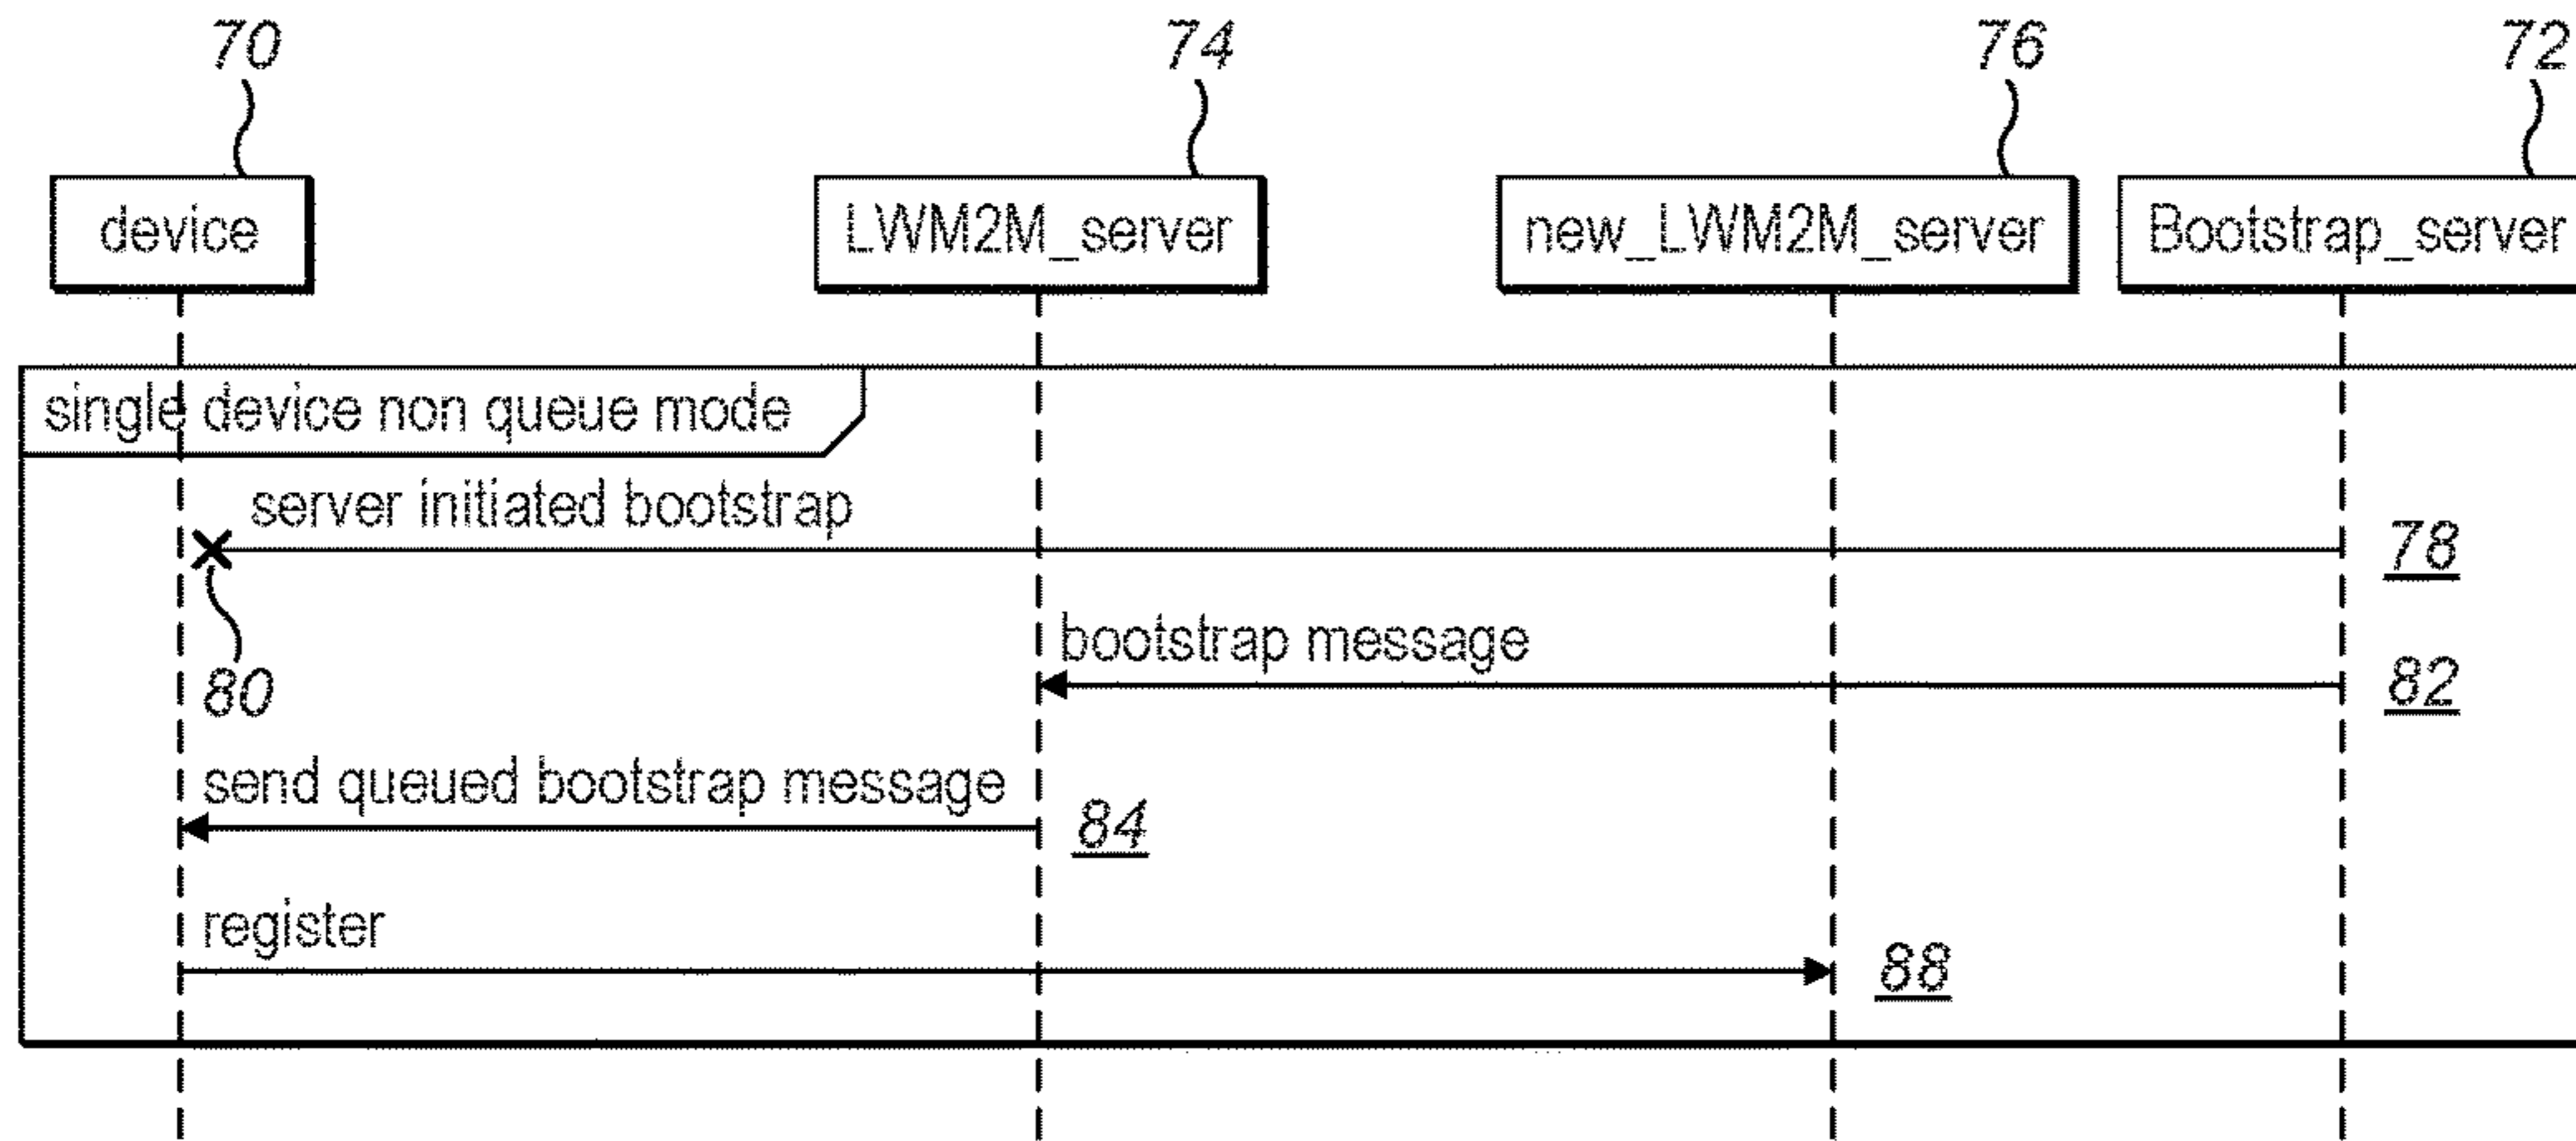 70
74
76
72
device
LWM2M_server
new_LWM2M_server
Bootstrap_server
single device non queue mode
server initiated bootstrap
78
80
bootstrap message
82
send queued bootstrap message
84
register
88